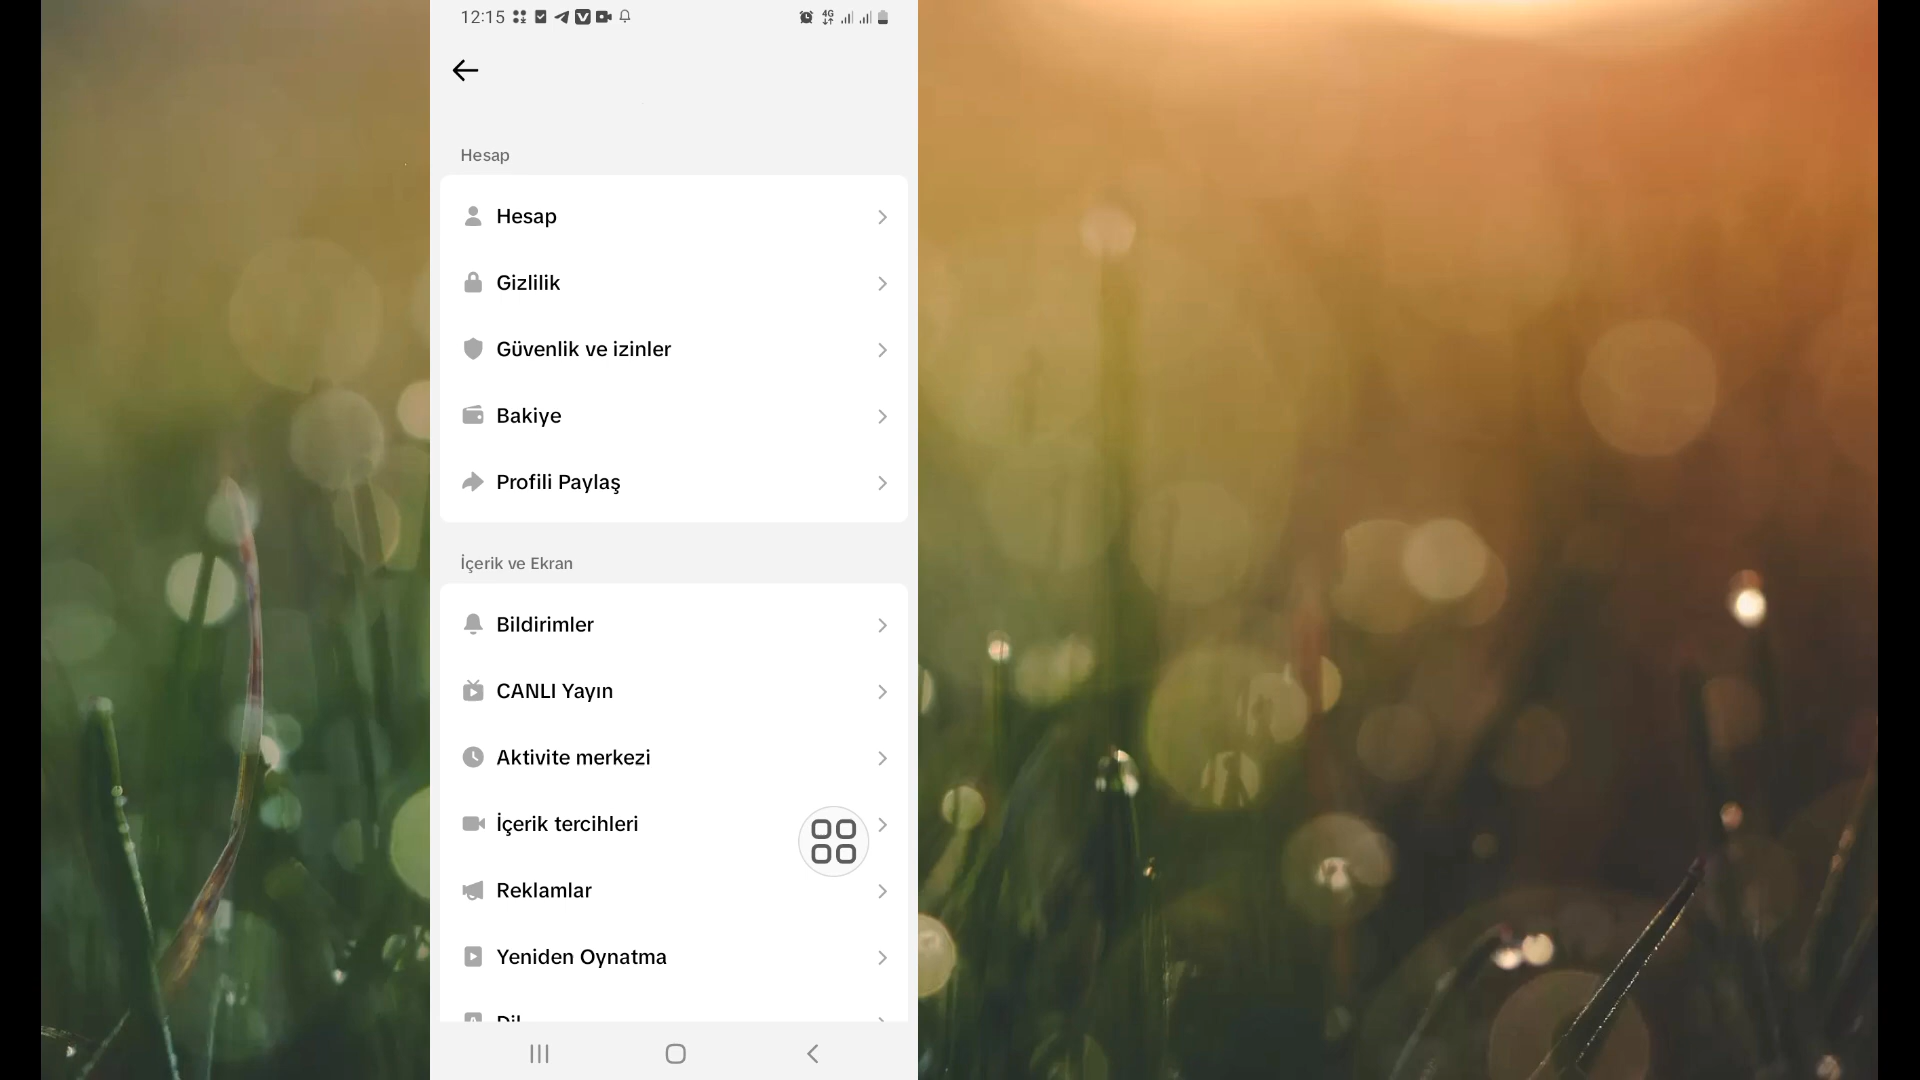 12:15
4G
Hesap
Hesap
Gizlilik
Güvenlik ve izinler
Bakiye
Profili Paylaş
İçerik ve Ekran
Bildirimler
CANLI Yayın
Aktivite merkezi
İçerik tercihleri
Reklamlar
Yeniden Oynatma
Dil